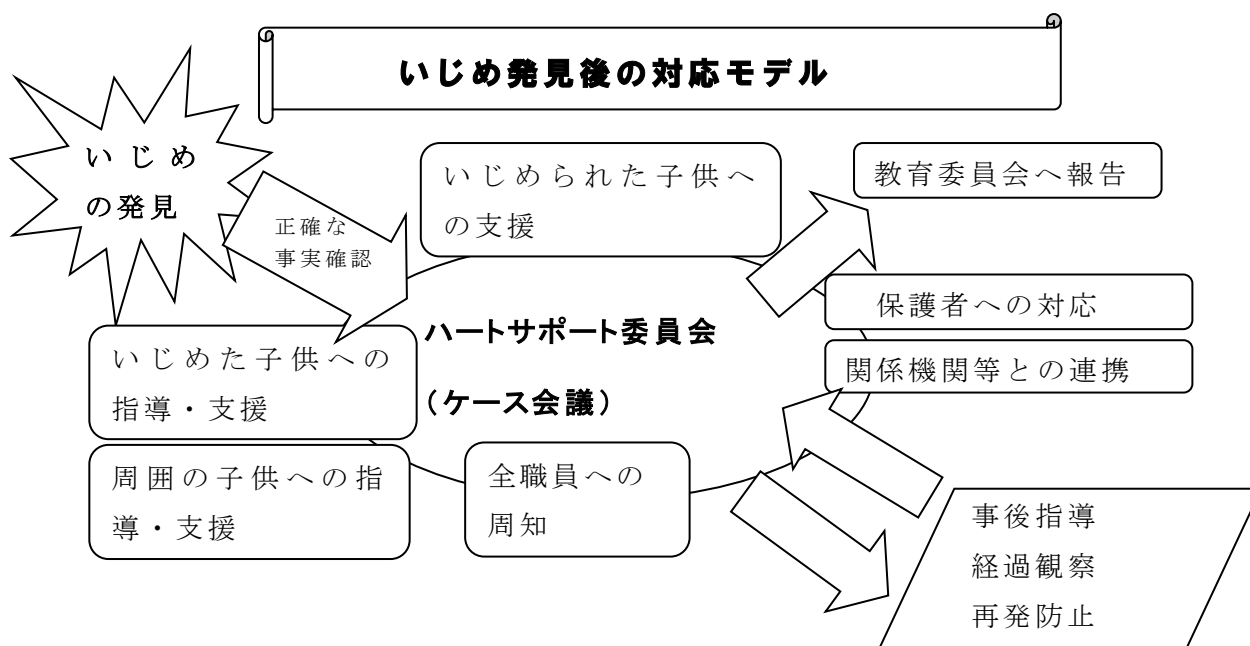 いじめ発見後の対応モデル
いじめ
の発見
正確な
事実確認
いじめられた子供へ
の支援
教育委員会へ報告
保護者への対応
関係機関等との連携
ハートサポート委員会
（ケース会議）
いじめた子供への
指導・支援
周囲の子供への指
導・支援
全職員への
周知
事後指導
経過観察
再発防止